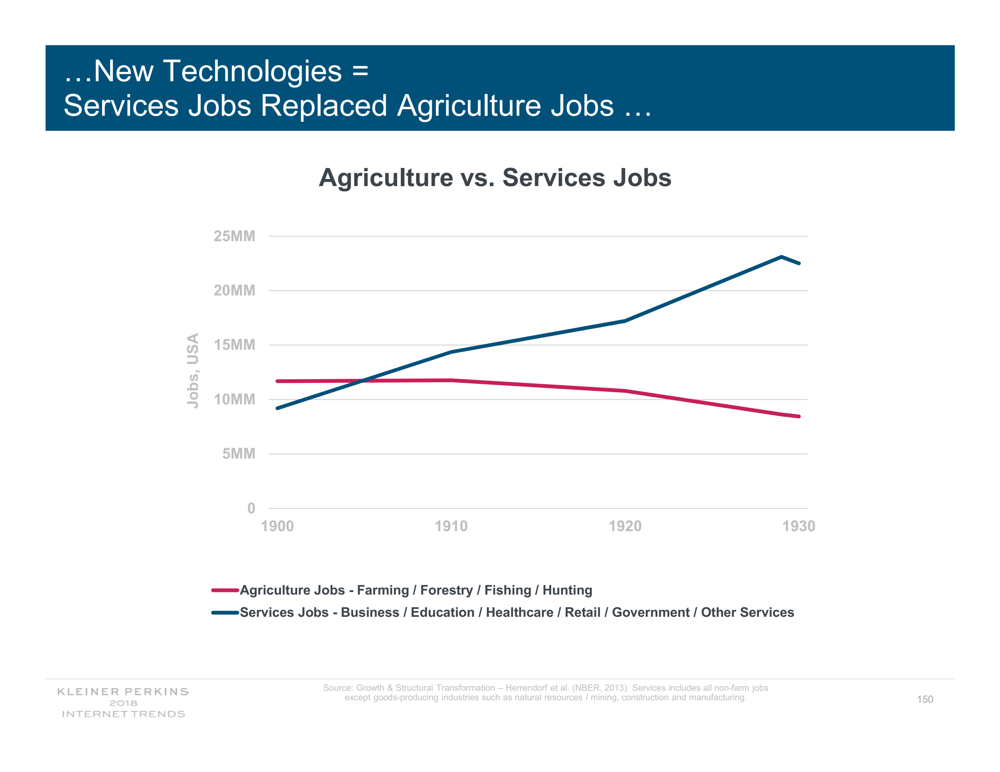 …New Technologies =
Services Jobs Replaced Agriculture Jobs …
Agriculture vs. Services Jobs
25MM
20MM
15MM
10MM
5MM
0
Jobs, USA
1900 1910 1920 1930
Agriculture Jobs - Farming / Forestry / Fishing / Hunting
Services Jobs - Business / Education / Healthcare / Retail / Government / Other Services
KLEINER PERKINS
2018
INTERNET TRENDS
Source: Growth & Structural Transformation – Herrendorf et al. (NBER, 2013) Services includes all non-farm jobs
except goods-producing industries such as natural resources / mining, construction and manufacturing.
150